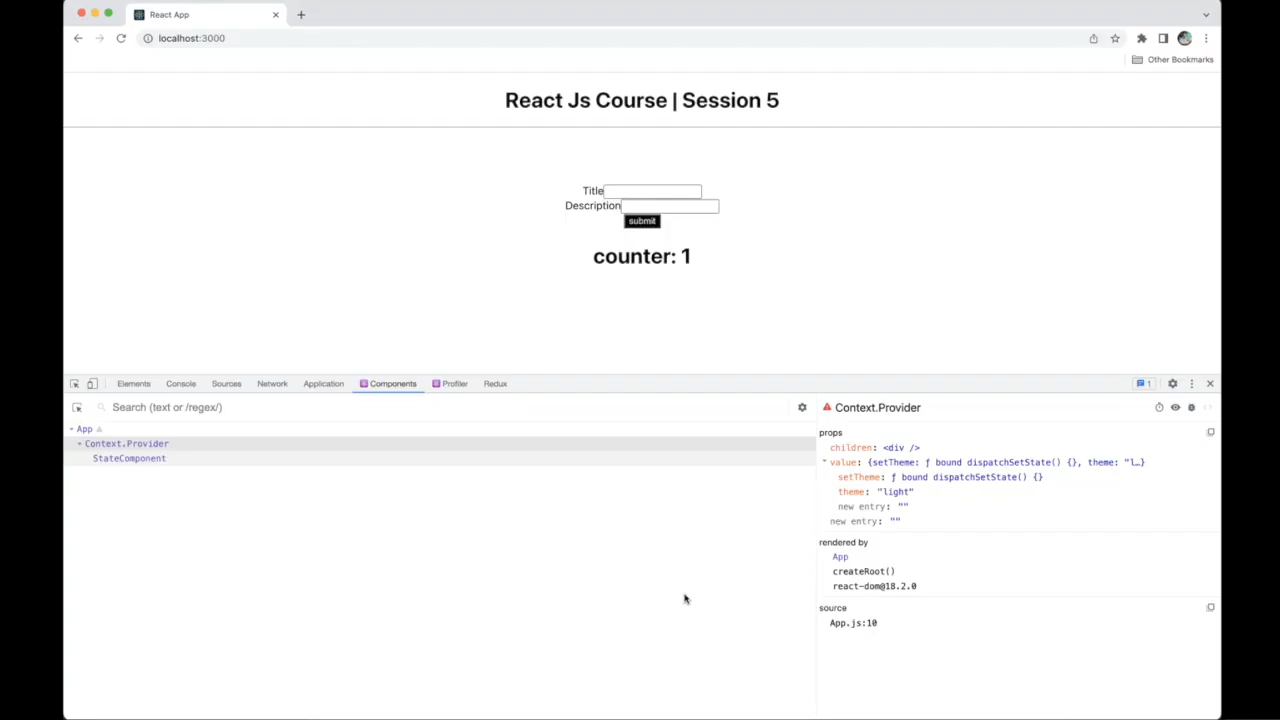 React App
localhost:3000
Other Bookmarks
React Js Course | Session 5
Title
Description
submit
counter: 1
Elements Console Sources Network Application Components Profiler Redux 1
Search (text or /regex/)
App
Context.Provider
StateComponent
Context.Provider
props
children: <div />
value: {setTheme: ƒ bound dispatchSetState() {}, theme: "l…}
setTheme: ƒ bound dispatchSetState() {}
theme: "light"
new entry: ""
new entry: ""
rendered by
App
createRoot()
react-dom@18.2.0
source
App.js:10